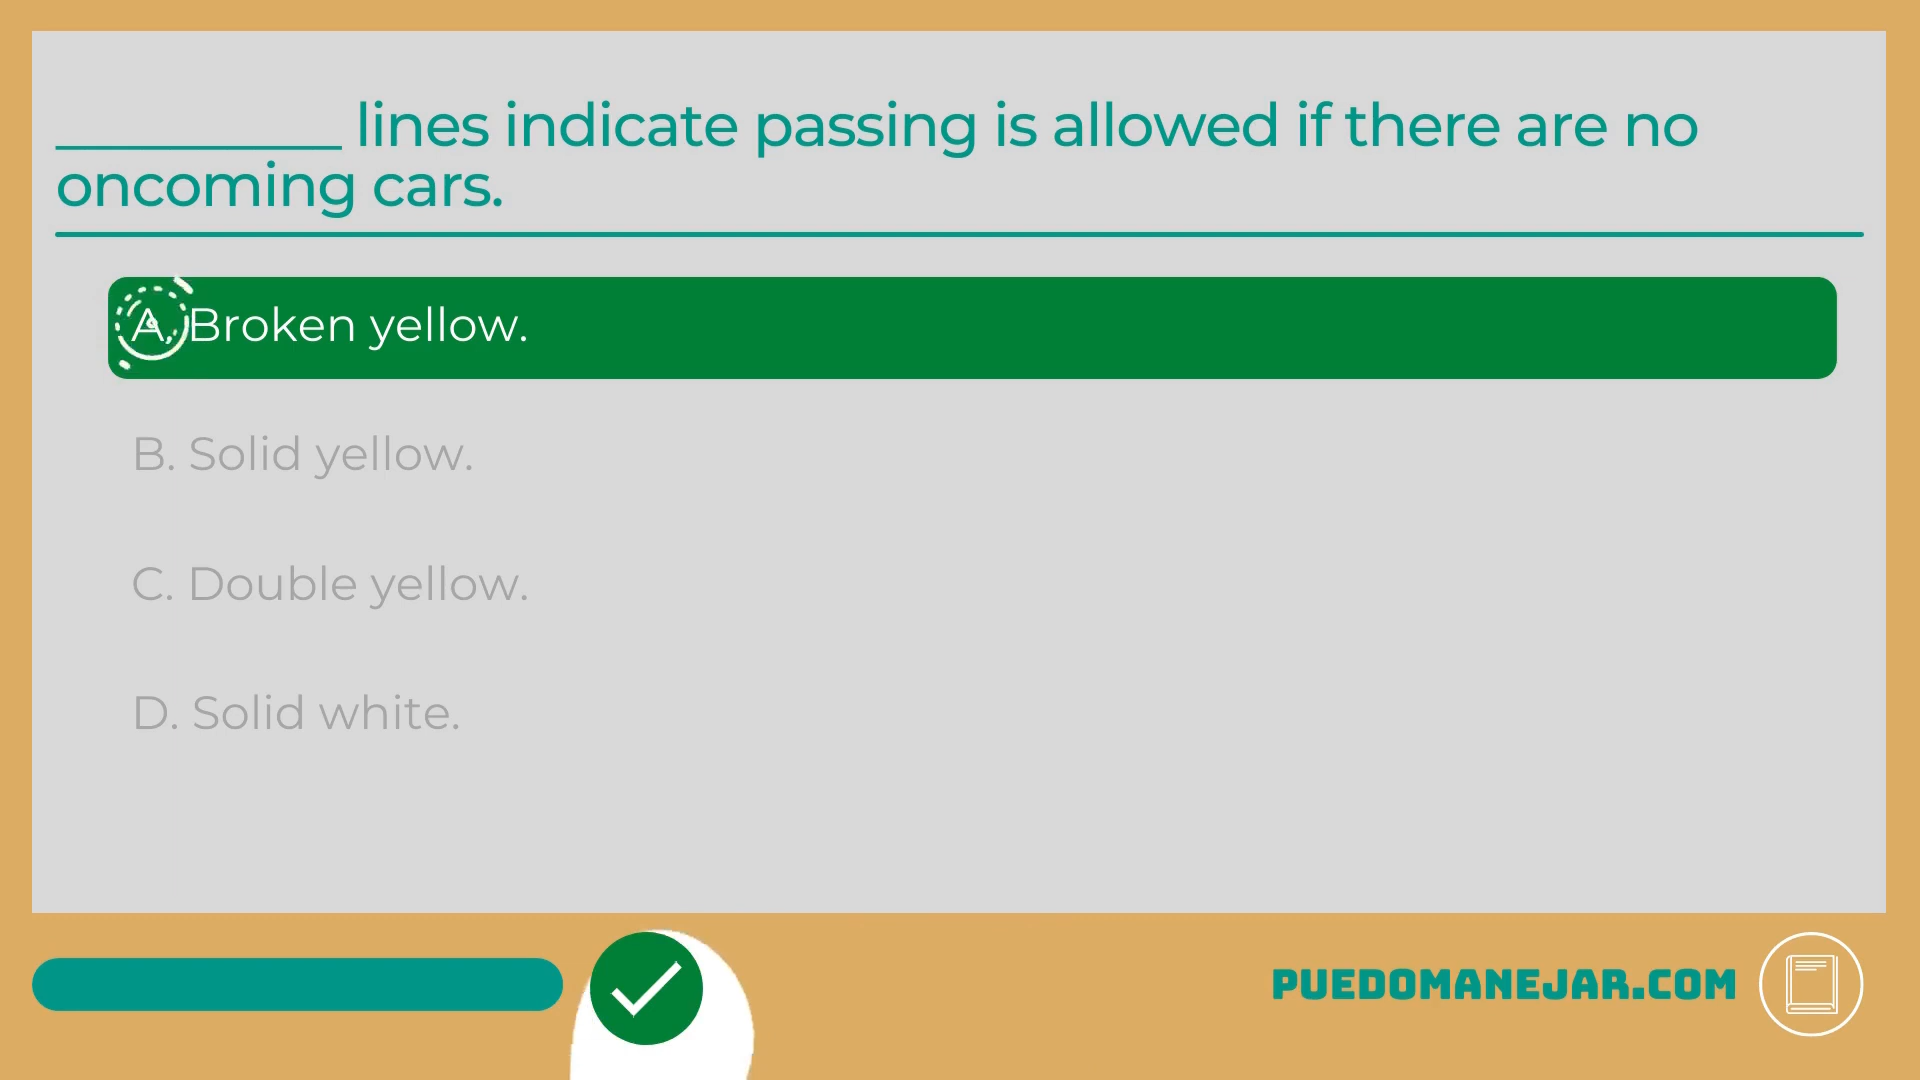 __________ lines indicate passing is allowed if there are no
oncoming cars.
A. Broken yellow.
B. Solid yellow.
C. Double yellow.
D. Solid white.
PUEDOMANEJAR.COM